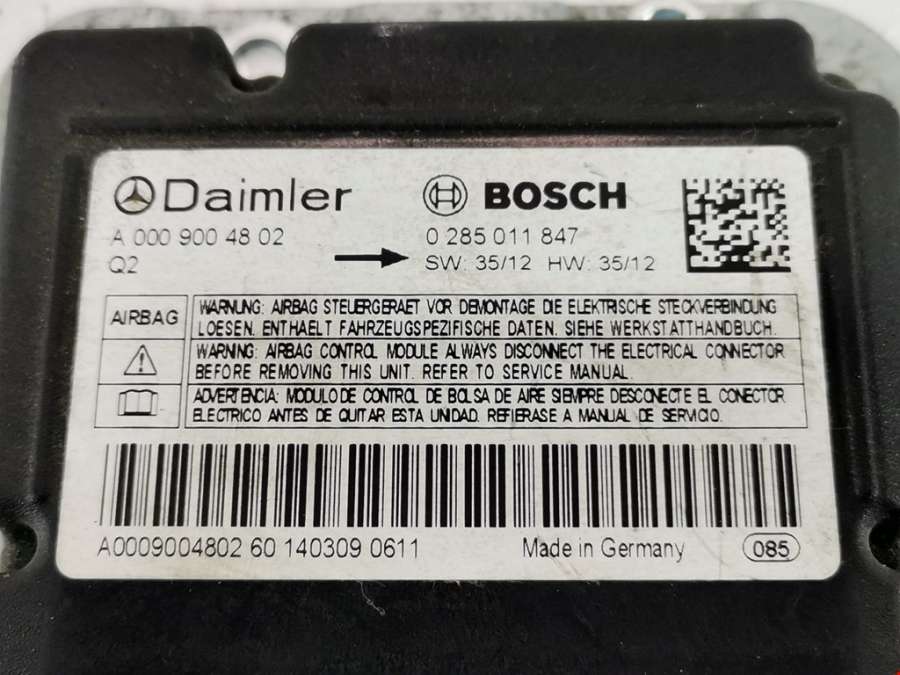 Daimler
A 000 900 48 02
Q2
BOSCH
0 285 011 847
SW: 35/12 HW: 35/12
AIRBAG
WARNUNG: AIRBAG STEUERGERAET VOR DEMONTAGE DIE ELEKTRISCHE STECKVERBINDUNG
LOESEN. ENTHAELT FAHRZEUGSPEZIFISCHE DATEN. SIEHE WERKSTATTHANDBUCH.
WARNING: AIRBAG CONTROL MODULE ALWAYS DISCONNECT THE ELECTRICAL CONNECTOR
BEFORE REMOVING THIS UNIT. REFER TO SERVICE MANUAL.
ADVERTENCIA: MODULO DE CONTROL DE BOLSA DE AIRE SIEMPRE DESCONECTE EL CONECTOR
ELECTRICO ANTES DE QUITAR ESTA UNIDAD. REFIERASE A MANUAL DE SERVICIO.
A0009004802 60 140309 0611
Made in Germany
085